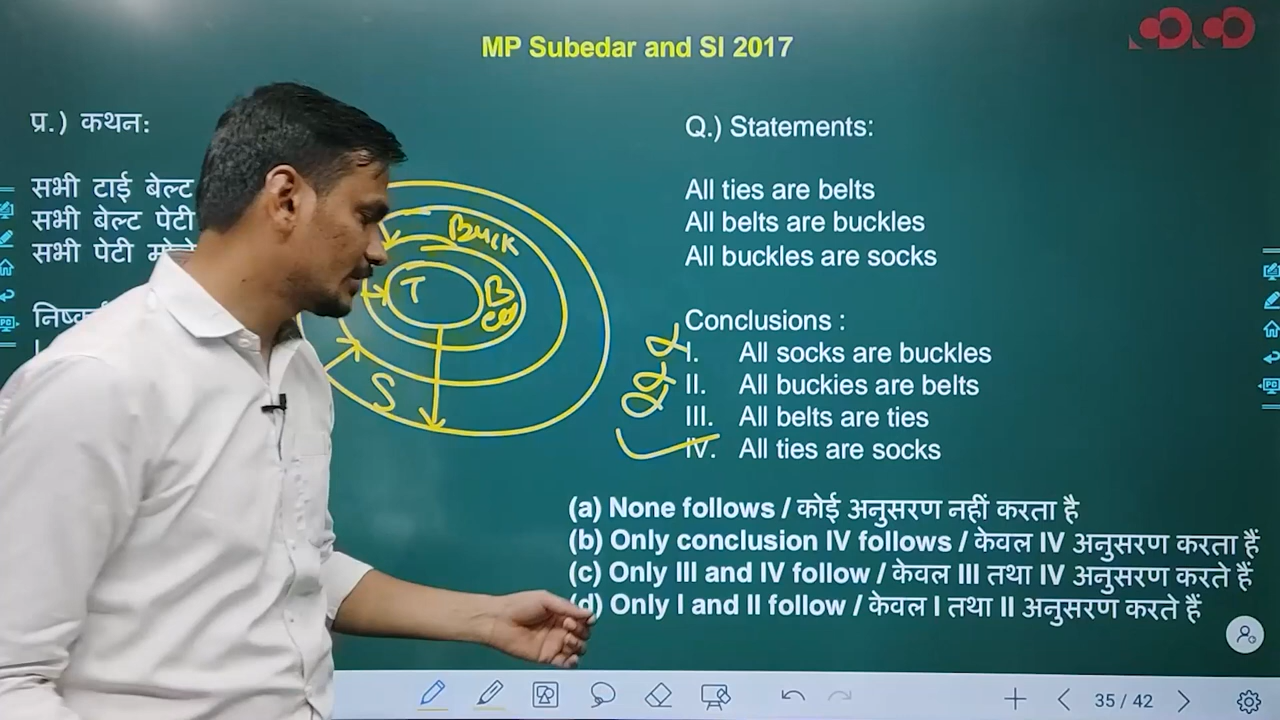 MP Subedar and SI 2017
प्र.) कथन:
सभी टाई बेल्ट
सभी बेल्ट पेटी
सभी पेटी
T
B
Buck
S
Q.) Statements:
All ties are belts
All belts are buckles
All buckles are socks
Conclusions :
I. All socks are buckles
II. All buckies are belts
III. All belts are ties
IV. All ties are socks
(a) None follows / कोई अनुसरण नहीं करता है
(b) Only conclusion IV follows / केवल IV अनुसरण करता हैं
(c) Only III and IV follow / केवल III तथा IV अनुसरण करते हैं
(d) Only I and II follow / केवल I तथा II अनुसरण करते हैं
35 / 42